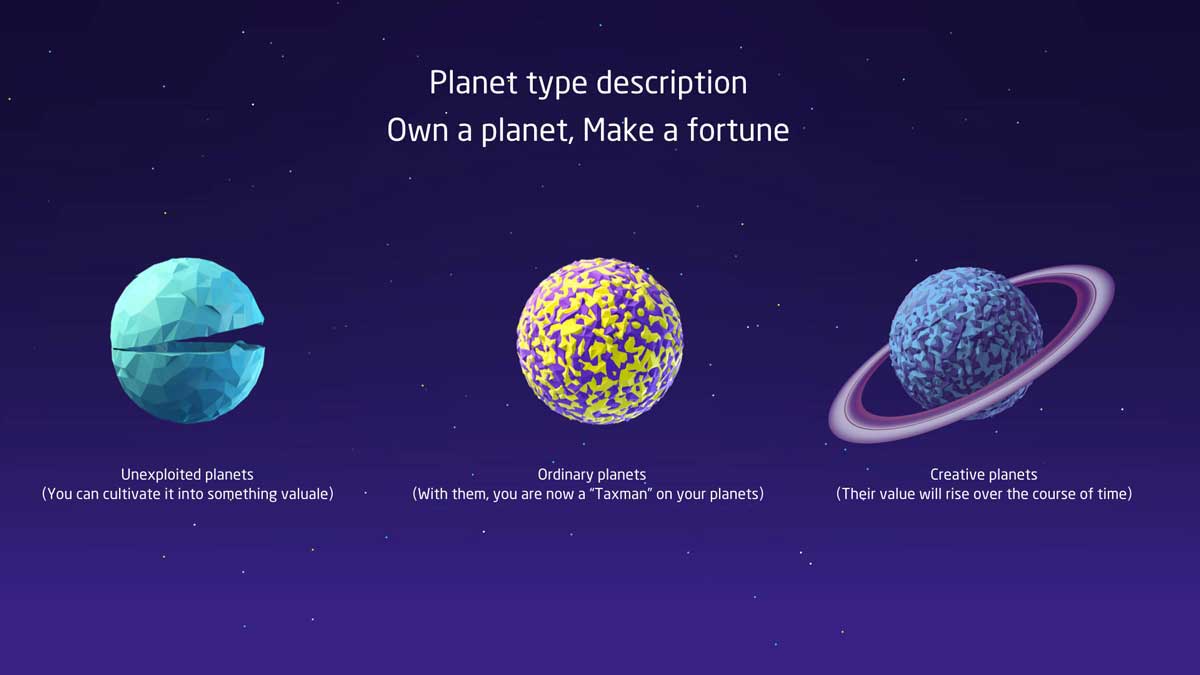 Planet type description
Own a planet, Make a fortune
Unexploited planets
(You can cultivate it into something valuale)
Ordinary planets
(With them, you are now a “Taxman” on your planets)
Creative planets
(Their value will rise over the course of time)